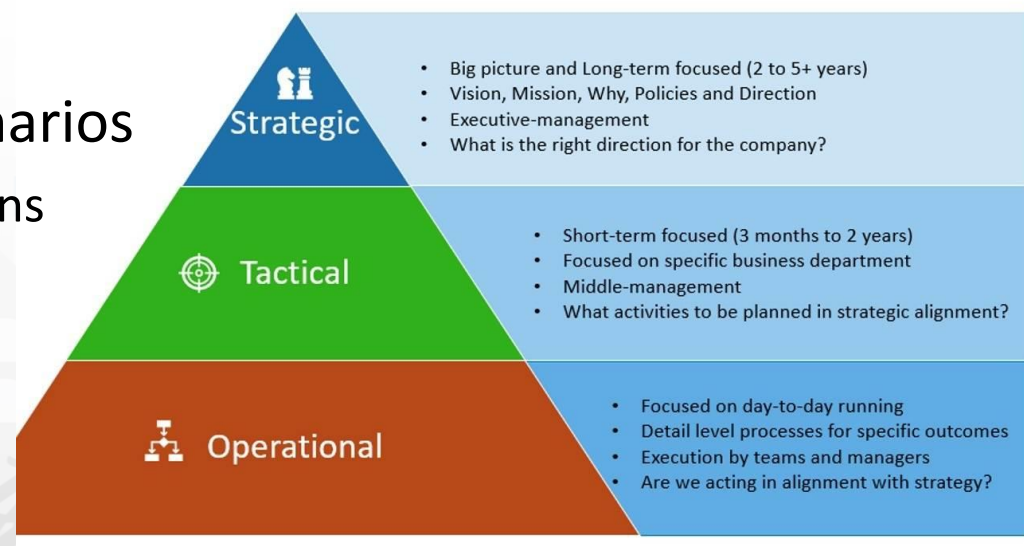 narios
ns
Strategic
• Big picture and Long-term focused (2 to 5+ years)
• Vision, Mission, Why, Policies and Direction
• Executive-management
• What is the right direction for the company?
Tactical
• Short-term focused (3 months to 2 years)
• Focused on specific business department
• Middle-management
• What activities to be planned in strategic alignment?
Operational
• Focused on day-to-day running
• Detail level processes for specific outcomes
• Execution by teams and managers
• Are we acting in alignment with strategy?